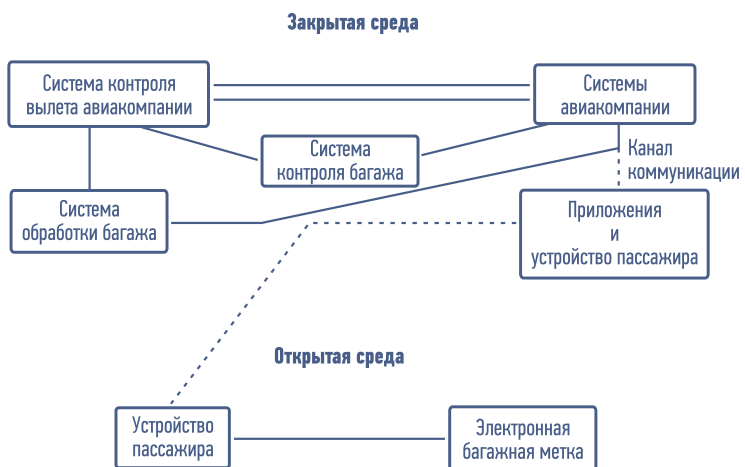 Закрытая среда
Система контроля
вылета авиакомпании
Системы
авиакомпании
Система
контроля багажа
Канал
коммуникации
Система
обработки багажа
Приложения
и
устройство пассажира
Открытая среда
Устройство
пассажира
Электронная
багажная метка